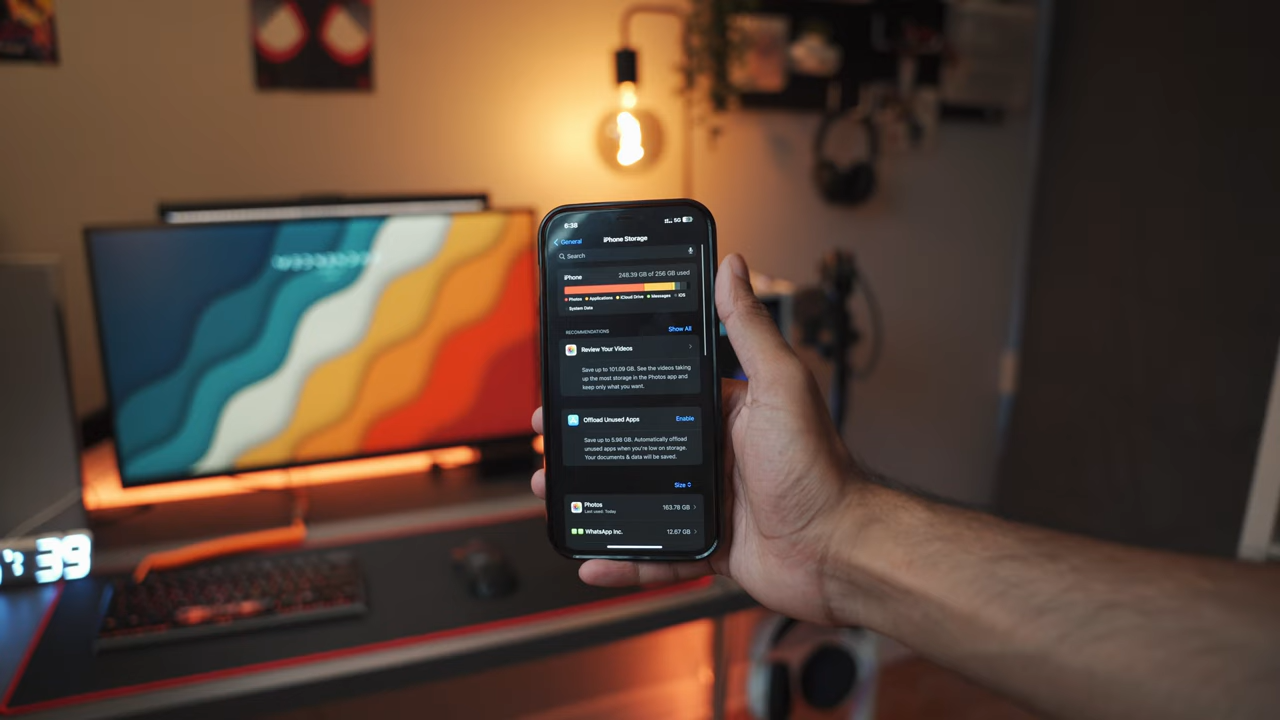 6:38
5G
General
iPhone Storage
Search
iPhone 248.39 GB of 256 GB used
Photos Applications iCloud Drive Messages iOS
System Data
RECOMMENDATIONS Show All
Review Your Videos
Save up to 101.09 GB. See the videos taking
up the most storage in the Photos app and
keep only what you want.
Offload Unused Apps Enable
Save up to 5.98 GB. Automatically offload
unused apps when you're low on storage.
Your documents & data will be saved.
Size
Photos 163.78 GB
Last used: Today
WhatsApp Inc. 12.67 GB
39